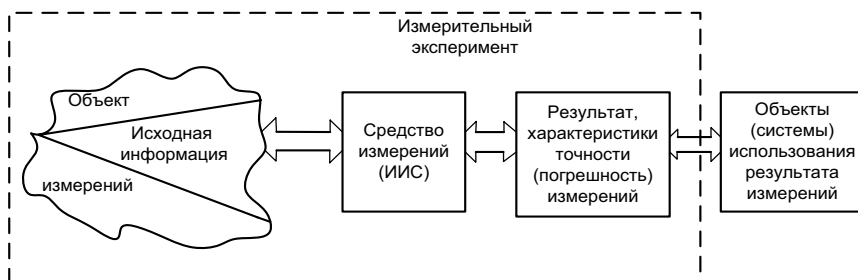 Измерительный
эксперимент
Объект
Исходная
информация
измерений
Средство
измерений
(ИИС)
Результат,
характеристики
точности
(погрешность)
измерений
Объекты
(системы)
использования
результата
измерений